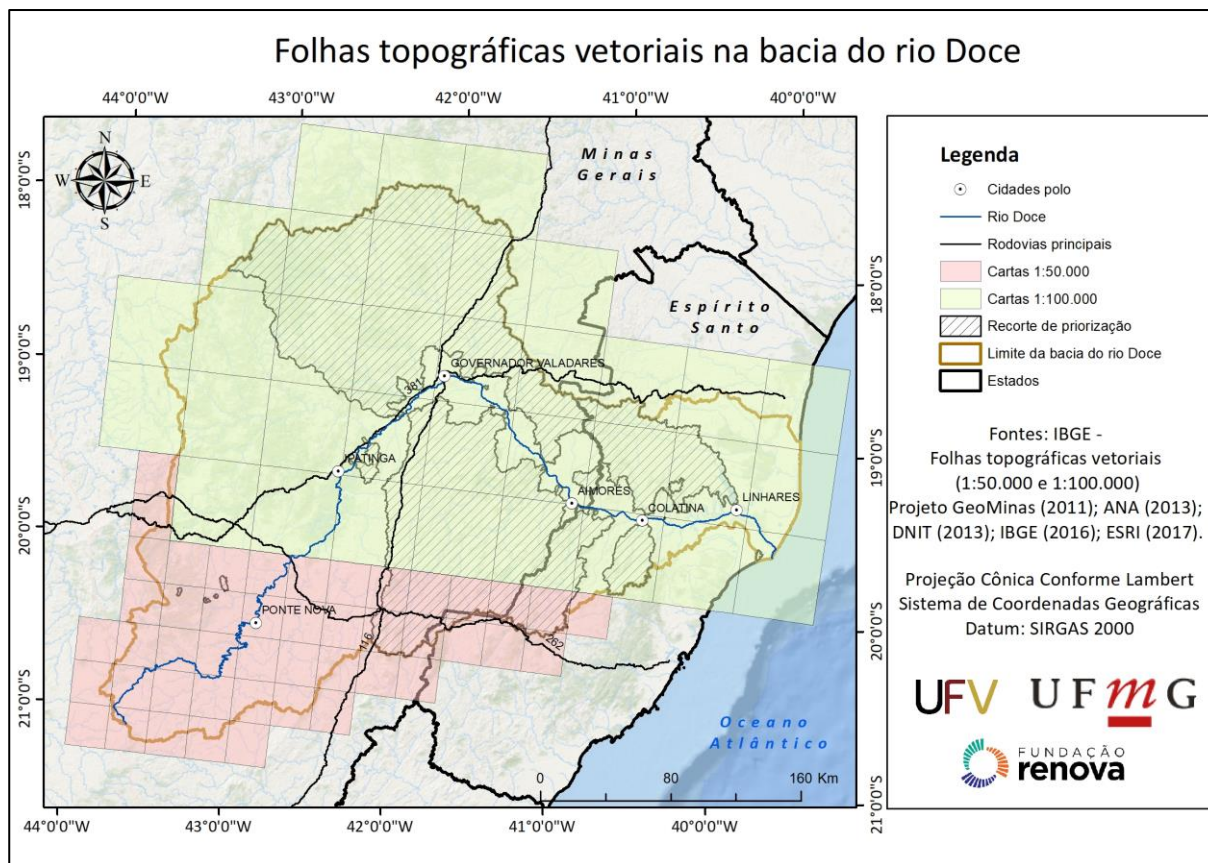 Folhas topográficas vetoriais na bacia do rio Doce
44°0'0"W 43°0'0"W 42°0'0"W 41°0'0"W 40°0'0"W
N
W E
S
18°0'0"S
19°0'0"S
20°0'0"S
21°0'0"S
Minas
Gerais
Espírito
Santo
GOVERNADOR VALADARES
381
IPATINGA
AIMORÉS
COLATINA
LINHARES
PONTE NOVA
116
262
Oceano
Atlântico
0 80 160 Km
18°0'0"S
19°0'0"S
20°0'0"S
21°0'0"S
44°0'0"W 43°0'0"W 42°0'0"W 41°0'0"W 40°0'0"W
Legenda
Cidades polo
Rio Doce
Rodovias principais
Cartas 1:50.000
Cartas 1:100.000
Recorte de priorização
Limite da bacia do rio Doce
Estados
Fontes: IBGE -
Folhas topográficas vetoriais
(1:50.000 e 1:100.000)
Projeto GeoMinas (2011); ANA (2013);
DNIT (2013); IBGE (2016); ESRI (2017).
Projeção Cônica Conforme Lambert
Sistema de Coordenadas Geográficas
Datum: SIRGAS 2000
UFV UFmG
FUNDAÇÃO
renova